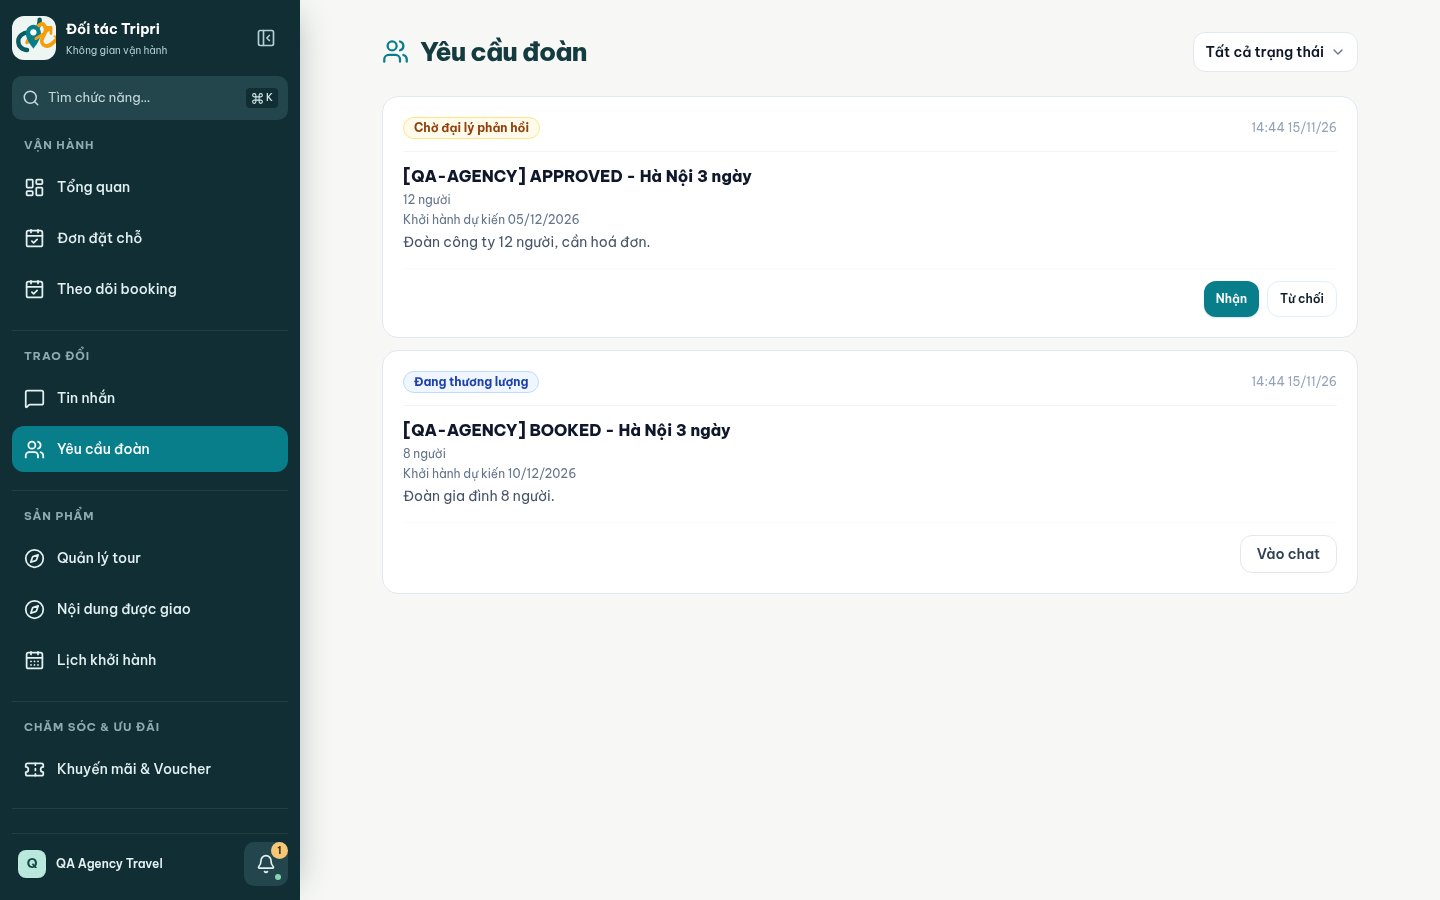 Đối tác Tripri
Không gian vận hành
Tìm chức năng...
⌘K
VẬN HÀNH
Tổng quan
Đơn đặt chỗ
Theo dõi booking
TRAO ĐỔI
Tin nhắn
Yêu cầu đoàn
SẢN PHẨM
Quản lý tour
Nội dung được giao
Lịch khởi hành
CHĂM SÓC & ƯU ĐÃI
Khuyến mãi & Voucher
Q
QA Agency Travel
1
Yêu cầu đoàn
Tất cả trạng thái
Chờ đại lý phản hồi
14:44 15/11/26
[QA-AGENCY] APPROVED - Hà Nội 3 ngày
12 người
Khởi hành dự kiến 05/12/2026
Đoàn công ty 12 người, cần hoá đơn.
Nhận
Từ chối
Đang thương lượng
14:44 15/11/26
[QA-AGENCY] BOOKED - Hà Nội 3 ngày
8 người
Khởi hành dự kiến 10/12/2026
Đoàn gia đình 8 người.
Vào chat